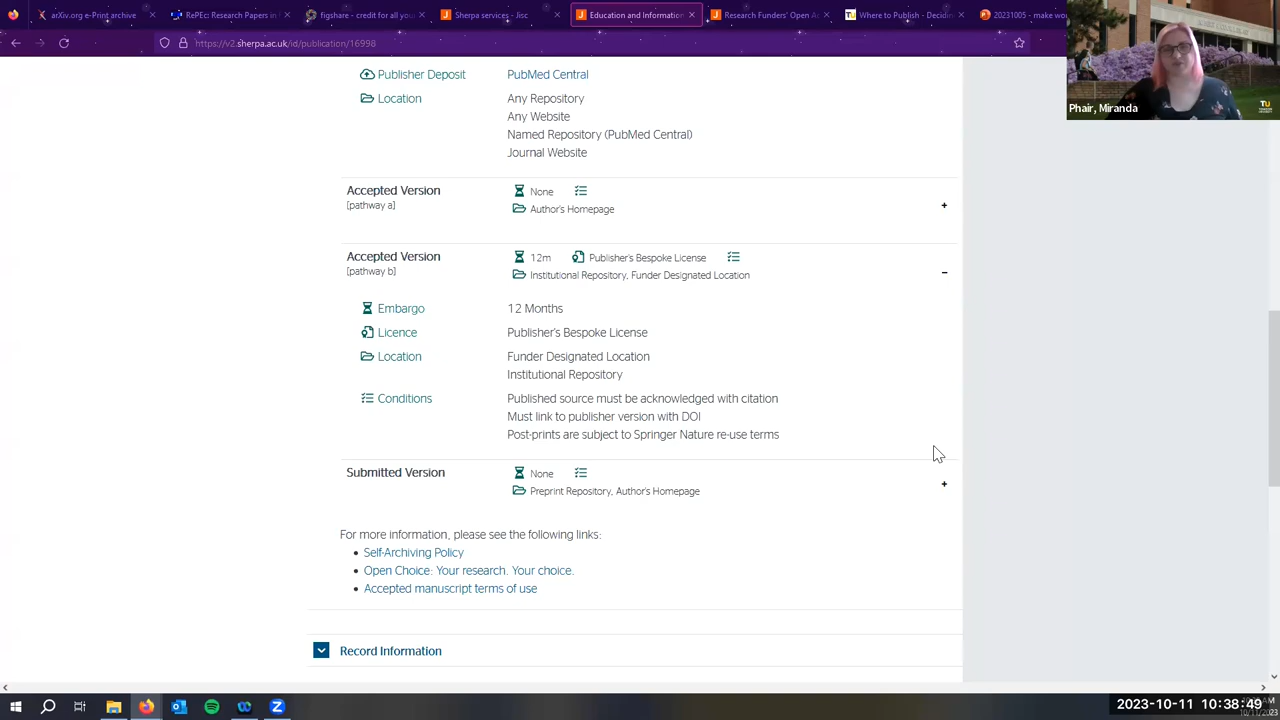 arXiv.org e-Print archive
RePEc: Research Papers in
figshare - credit for all you
Sherpa services - Jisc
Education and Information
Research Funders' Open A
Where to Publish - Decidin
20231005 - make wo
https://v2.sherpa.ac.uk/id/publication/16998
Phair, Miranda
TU
Publisher Deposit PubMed Central
Location Any Repository
Any Website
Named Repository (PubMed Central)
Journal Website
Accepted Version None
[pathway a] Author's Homepage
+
Accepted Version 12m Publisher's Bespoke License
[pathway b] Institutional Repository, Funder Designated Location
-
Embargo 12 Months
Licence Publisher's Bespoke License
Location Funder Designated Location
Institutional Repository
Conditions Published source must be acknowledged with citation
Must link to publisher version with DOI
Post-prints are subject to Springer Nature re-use terms
Submitted Version None
+
Preprint Repository, Author's Homepage
For more information, please see the following links:
• Self-Archiving Policy
• Open Choice: Your research. Your choice.
• Accepted manuscript terms of use
Record Information
2023-10-11 10:38:49